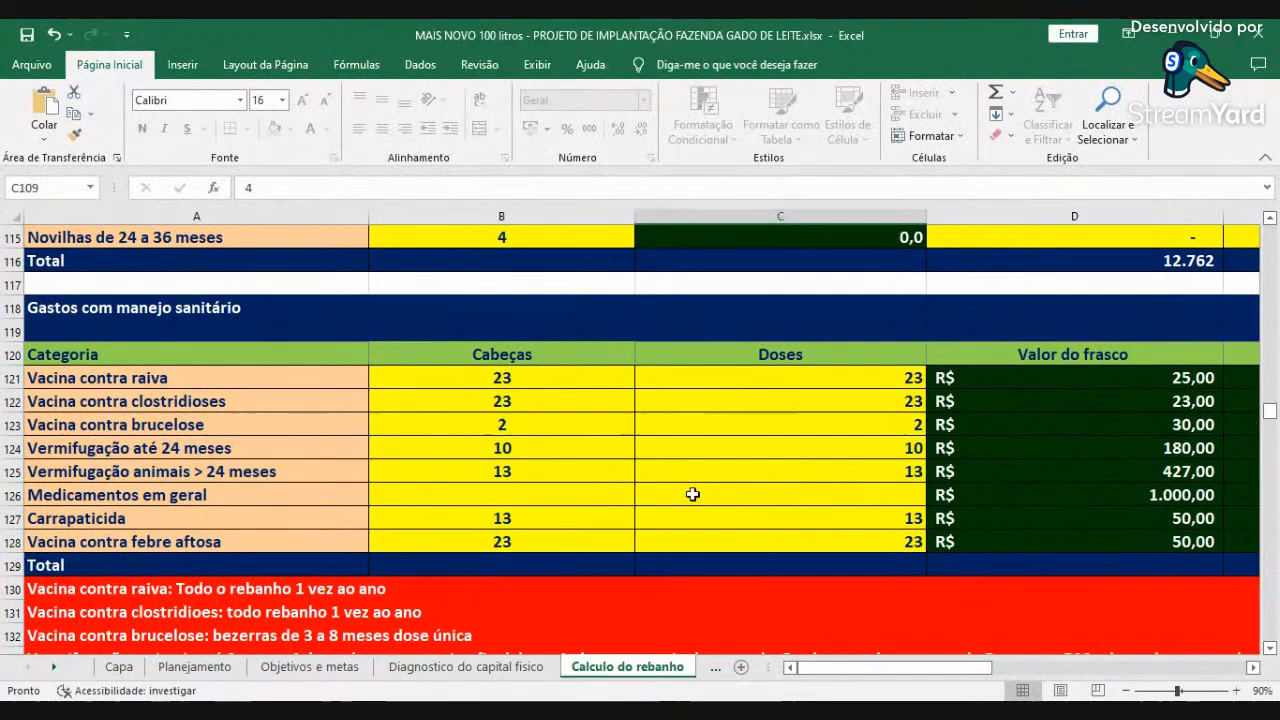 Desenvolvido por
StreamYard
MAIS NOVO 100 litros - PROJETO DE IMPLANTAÇÃO FAZENDA GADO DE LEITE.xlsx - Excel
Entrar
Arquivo Página Inicial Inserir Layout da Página Fórmulas Dados Revisão Exibir Ajuda Diga-me o que você deseja fazer
Colar
Área de Transferência
Calibri 16
N I S A
Fonte
Alinhamento
Geral
% 000
Número
Formatação Condicional
Formatar como Tabela
Estilos de Célula
Estilos
Inserir
Excluir
Formatar
Células
Classificar e Filtrar
Localizar e Selecionar
Edição
C109 fx 4
A B C D
115 Novilhas de 24 a 36 meses 4 0,0 -
116 Total 12.762
117
118 Gastos com manejo sanitário
119
120 Categoria Cabeças Doses Valor do frasco
121 Vacina contra raiva 23 23 R$ 25,00
122 Vacina contra clostridioses 23 23 R$ 23,00
123 Vacina contra brucelose 2 2 R$ 30,00
124 Vermifugação até 24 meses 10 10 R$ 180,00
125 Vermifugação animais > 24 meses 13 13 R$ 427,00
126 Medicamentos em geral R$ 1.000,00
127 Carrapaticida 13 13 R$ 50,00
128 Vacina contra febre aftosa 23 23 R$ 50,00
129 Total
130 Vacina contra raiva: Todo o rebanho 1 vez ao ano
131 Vacina contra clostridioes: todo rebanho 1 vez ao ano
132 Vacina contra brucelose: bezerras de 3 a 8 meses dose única
Capa Planejamento Objetivos e metas Diagnostico do capital fisico Calculo do rebanho ...
Pronto Acessibilidade: investigar 90%